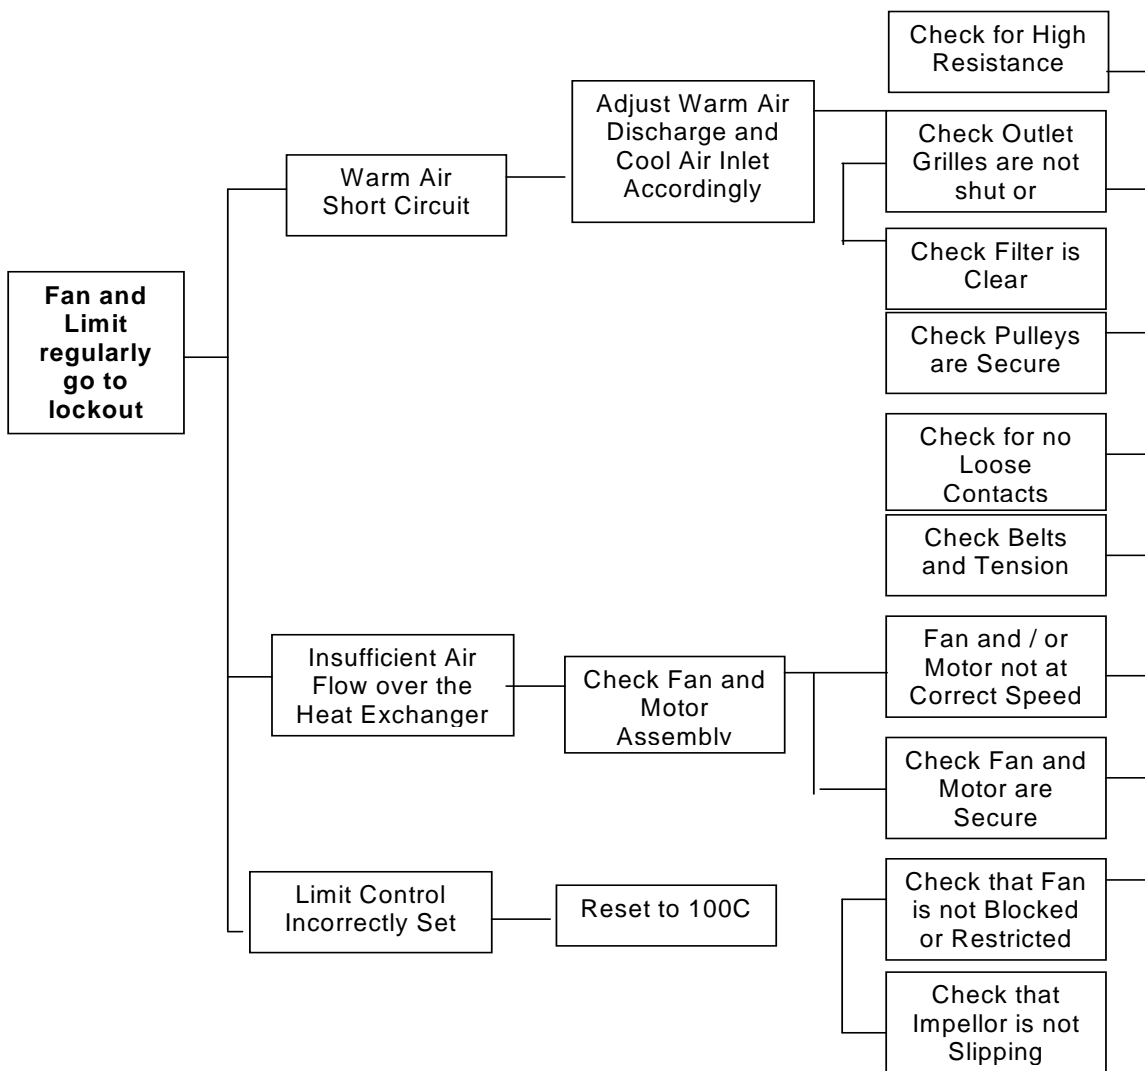 Fan and
Limit
regularly
go to
lockout
Warm Air
Short Circuit
Adjust Warm Air
Discharge and
Cool Air Inlet
Accordingly
Check for High
Resistance
Check Outlet
Grilles are not
shut or
Check Filter is
Clear
Check Pulleys
are Secure
Check for no
Loose
Contacts
Check Belts
and Tension
Insufficient Air
Flow over the
Heat Exchanger
Check Fan and
Motor
Assembly
Fan and / or
Motor not at
Correct Speed
Check Fan and
Motor are
Secure
Limit Control
Incorrectly Set
Reset to 100C
Check that Fan
is not Blocked
or Restricted
Check that
Impellor is not
Slipping